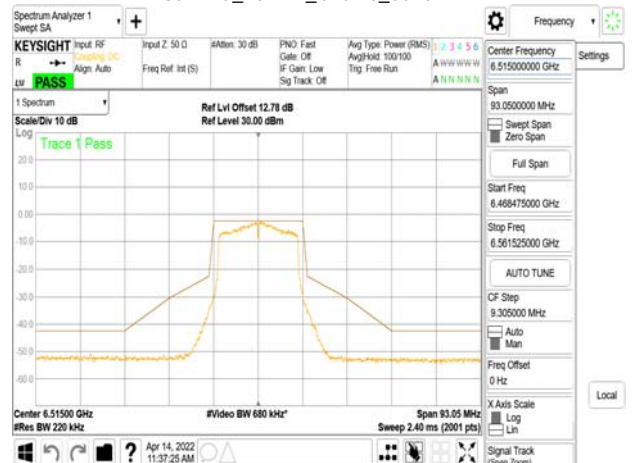 Spectrum Analyzer 1
Swept SA
+
Frequency
KEYSIGHT
R
LV PASS
Input: RF
Coupling: DC
Align: Auto
Input Z: 50 Ω
Freq Ref: Int (S)
#Atten: 30 dB
PNO: Fast
Gate: Off
IF Gain: Low
Sig Track: Off
Avg Type: Power (RMS)
Avg|Hold: 100/100
Trig: Free Run
1 2 3 4 5 6
A W W W W W
A N N N N N
1 Spectrum
Scale/Div 10 dB
Ref Lvl Offset 12.78 dB
Ref Level 30.00 dBm
Log
Trace 1 Pass
20.0
10.0
0.00
-10.0
-20.0
-30.0
-40.0
-50.0
-60.0
Center 6.51500 GHz
#Res BW 220 kHz
#Video BW 680 kHz*
Span 93.05 MHz
Sweep 2.40 ms (2001 pts)
Center Frequency
6.515000000 GHz
Settings
Span
93.0500000 MHz
Swept Span
Zero Span
Full Span
Start Freq
6.468475000 GHz
Stop Freq
6.561525000 GHz
AUTO TUNE
CF Step
9.305000 MHz
Auto
Man
Freq Offset
0 Hz
X Axis Scale
Log
Lin
Local
Signal Track
(Span Zoom)
?
Apr 14, 2022
11:37:25 AM